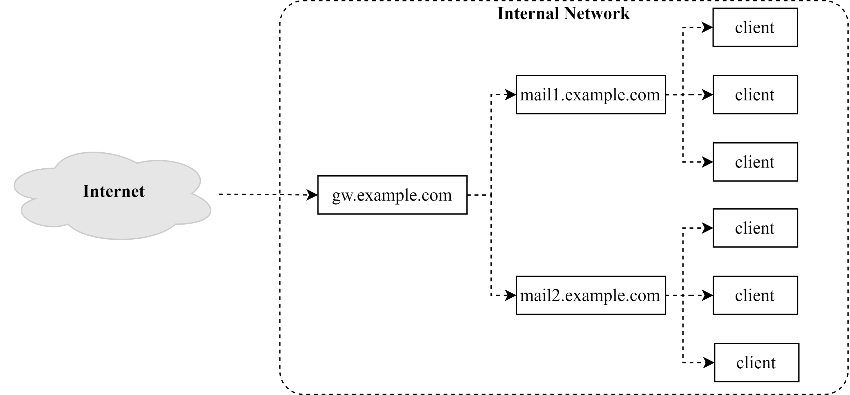 Internal Network
client
mail1.example.com
client
client
Internet
gw.example.com
client
mail2.example.com
client
client